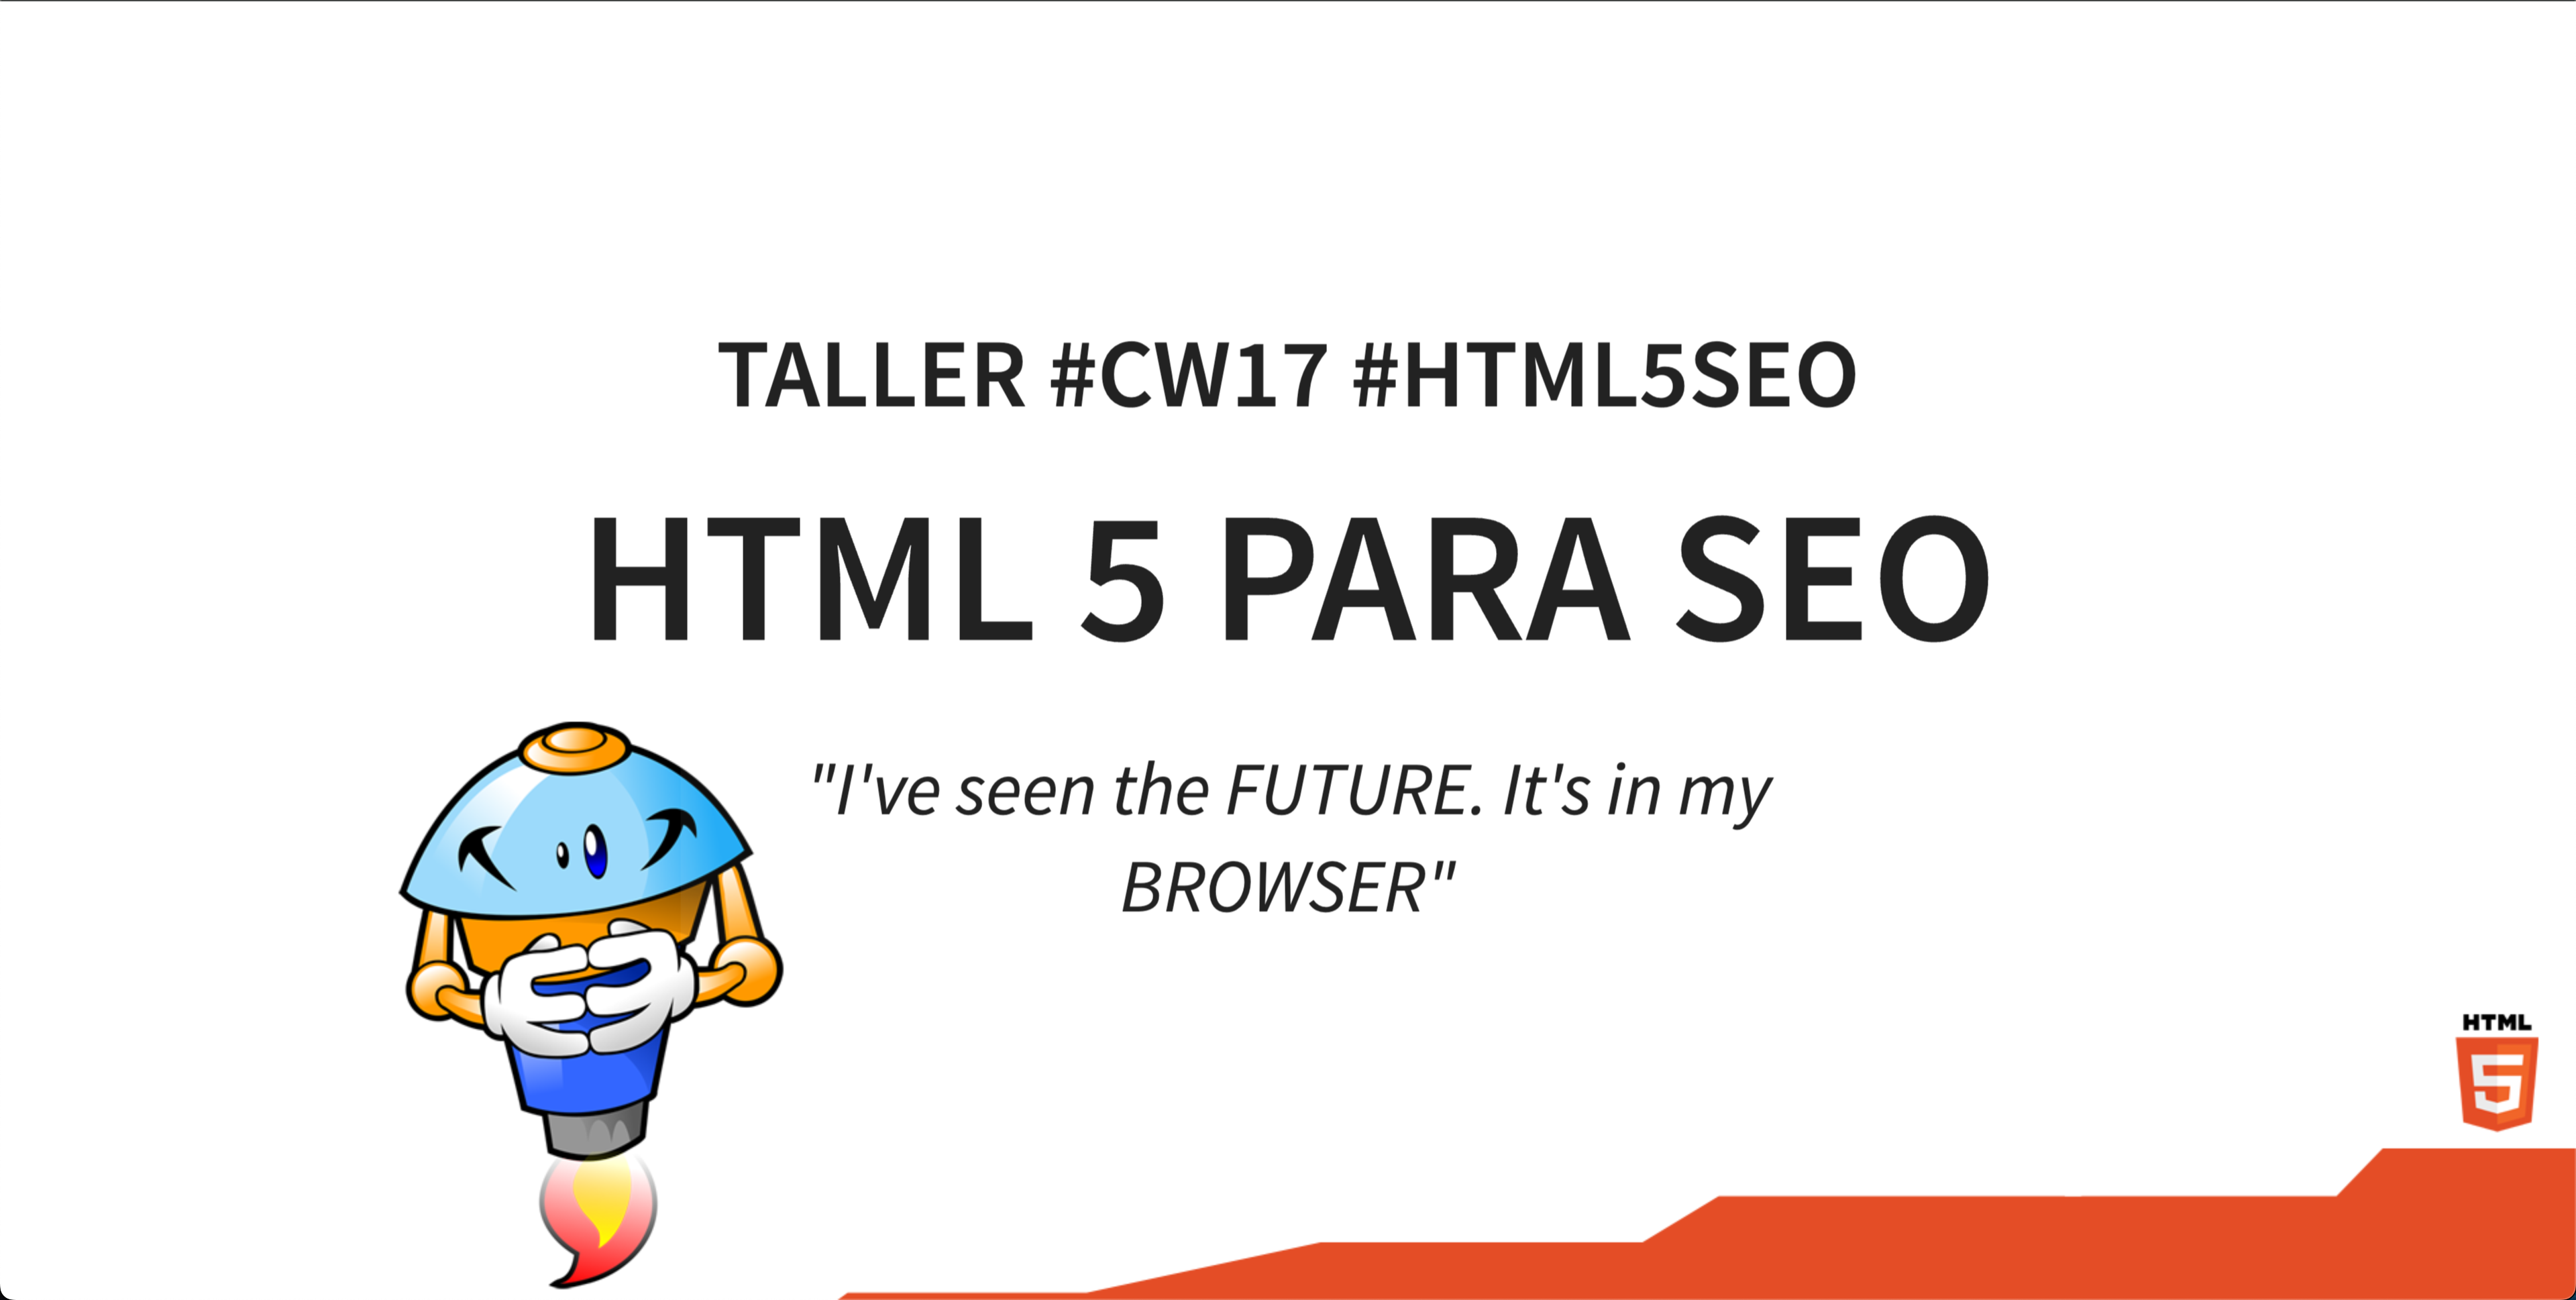 TALLER #CW17 #HTML5SEO
HTML 5 PARA SEO
"I've seen the FUTURE. It's in my
BROWSER"
HTML
5